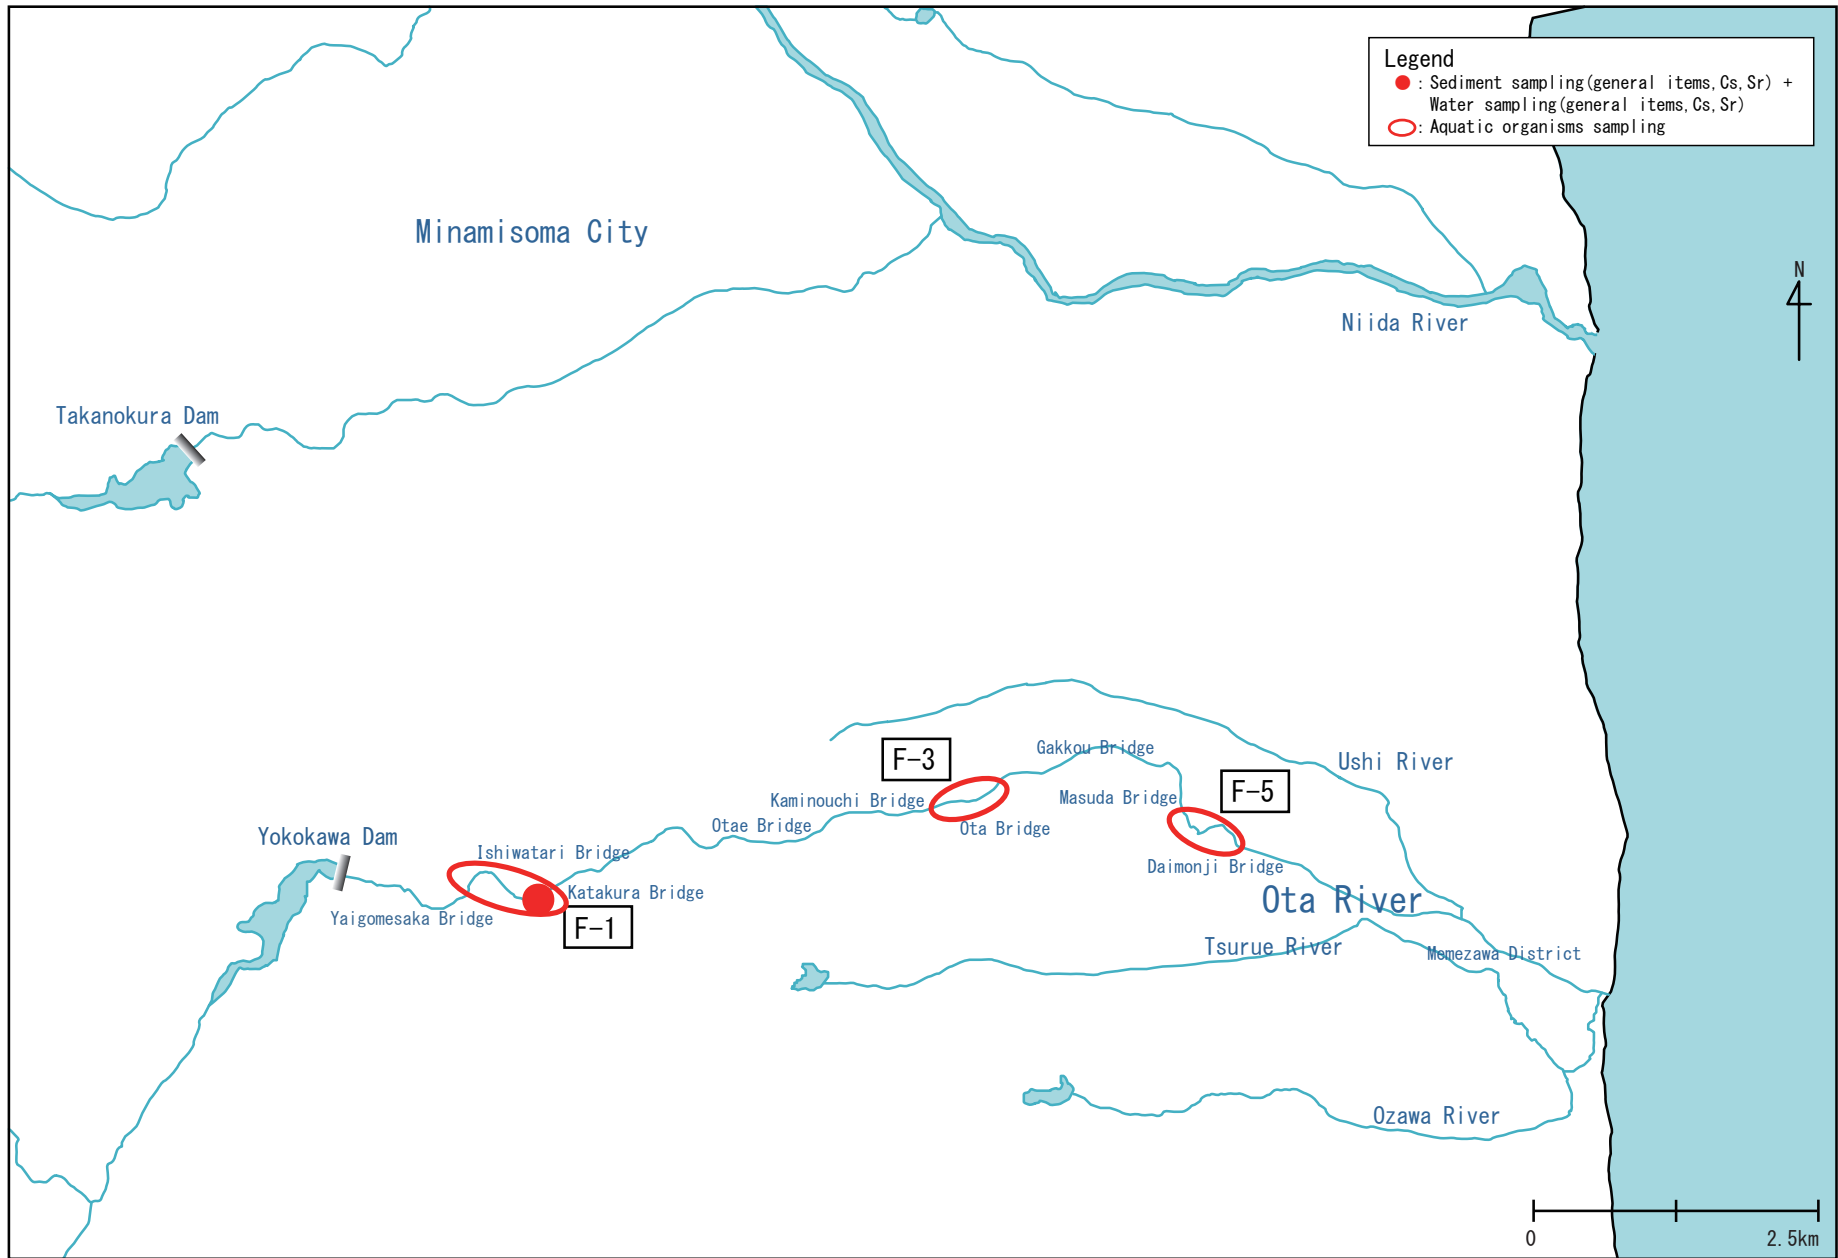 Legend
: Sediment sampling(general items,Cs,Sr) +
Water sampling(general items,Cs,Sr)
: Aquatic organisms sampling
Minamisoma City
N
Niida River
Takanokura Dam
F-3
Gakkou Bridge
Ushi River
F-5
Kaminouchi Bridge
Masuda Bridge
Otae Bridge
Ota Bridge
Yokokawa Dam
Ishiwatari Bridge
Daimonji Bridge
Katakura Bridge
Ota River
Yaigomesaka Bridge
F-1
Tsurue River
Memezawa District
Ozawa River
0
2.5km